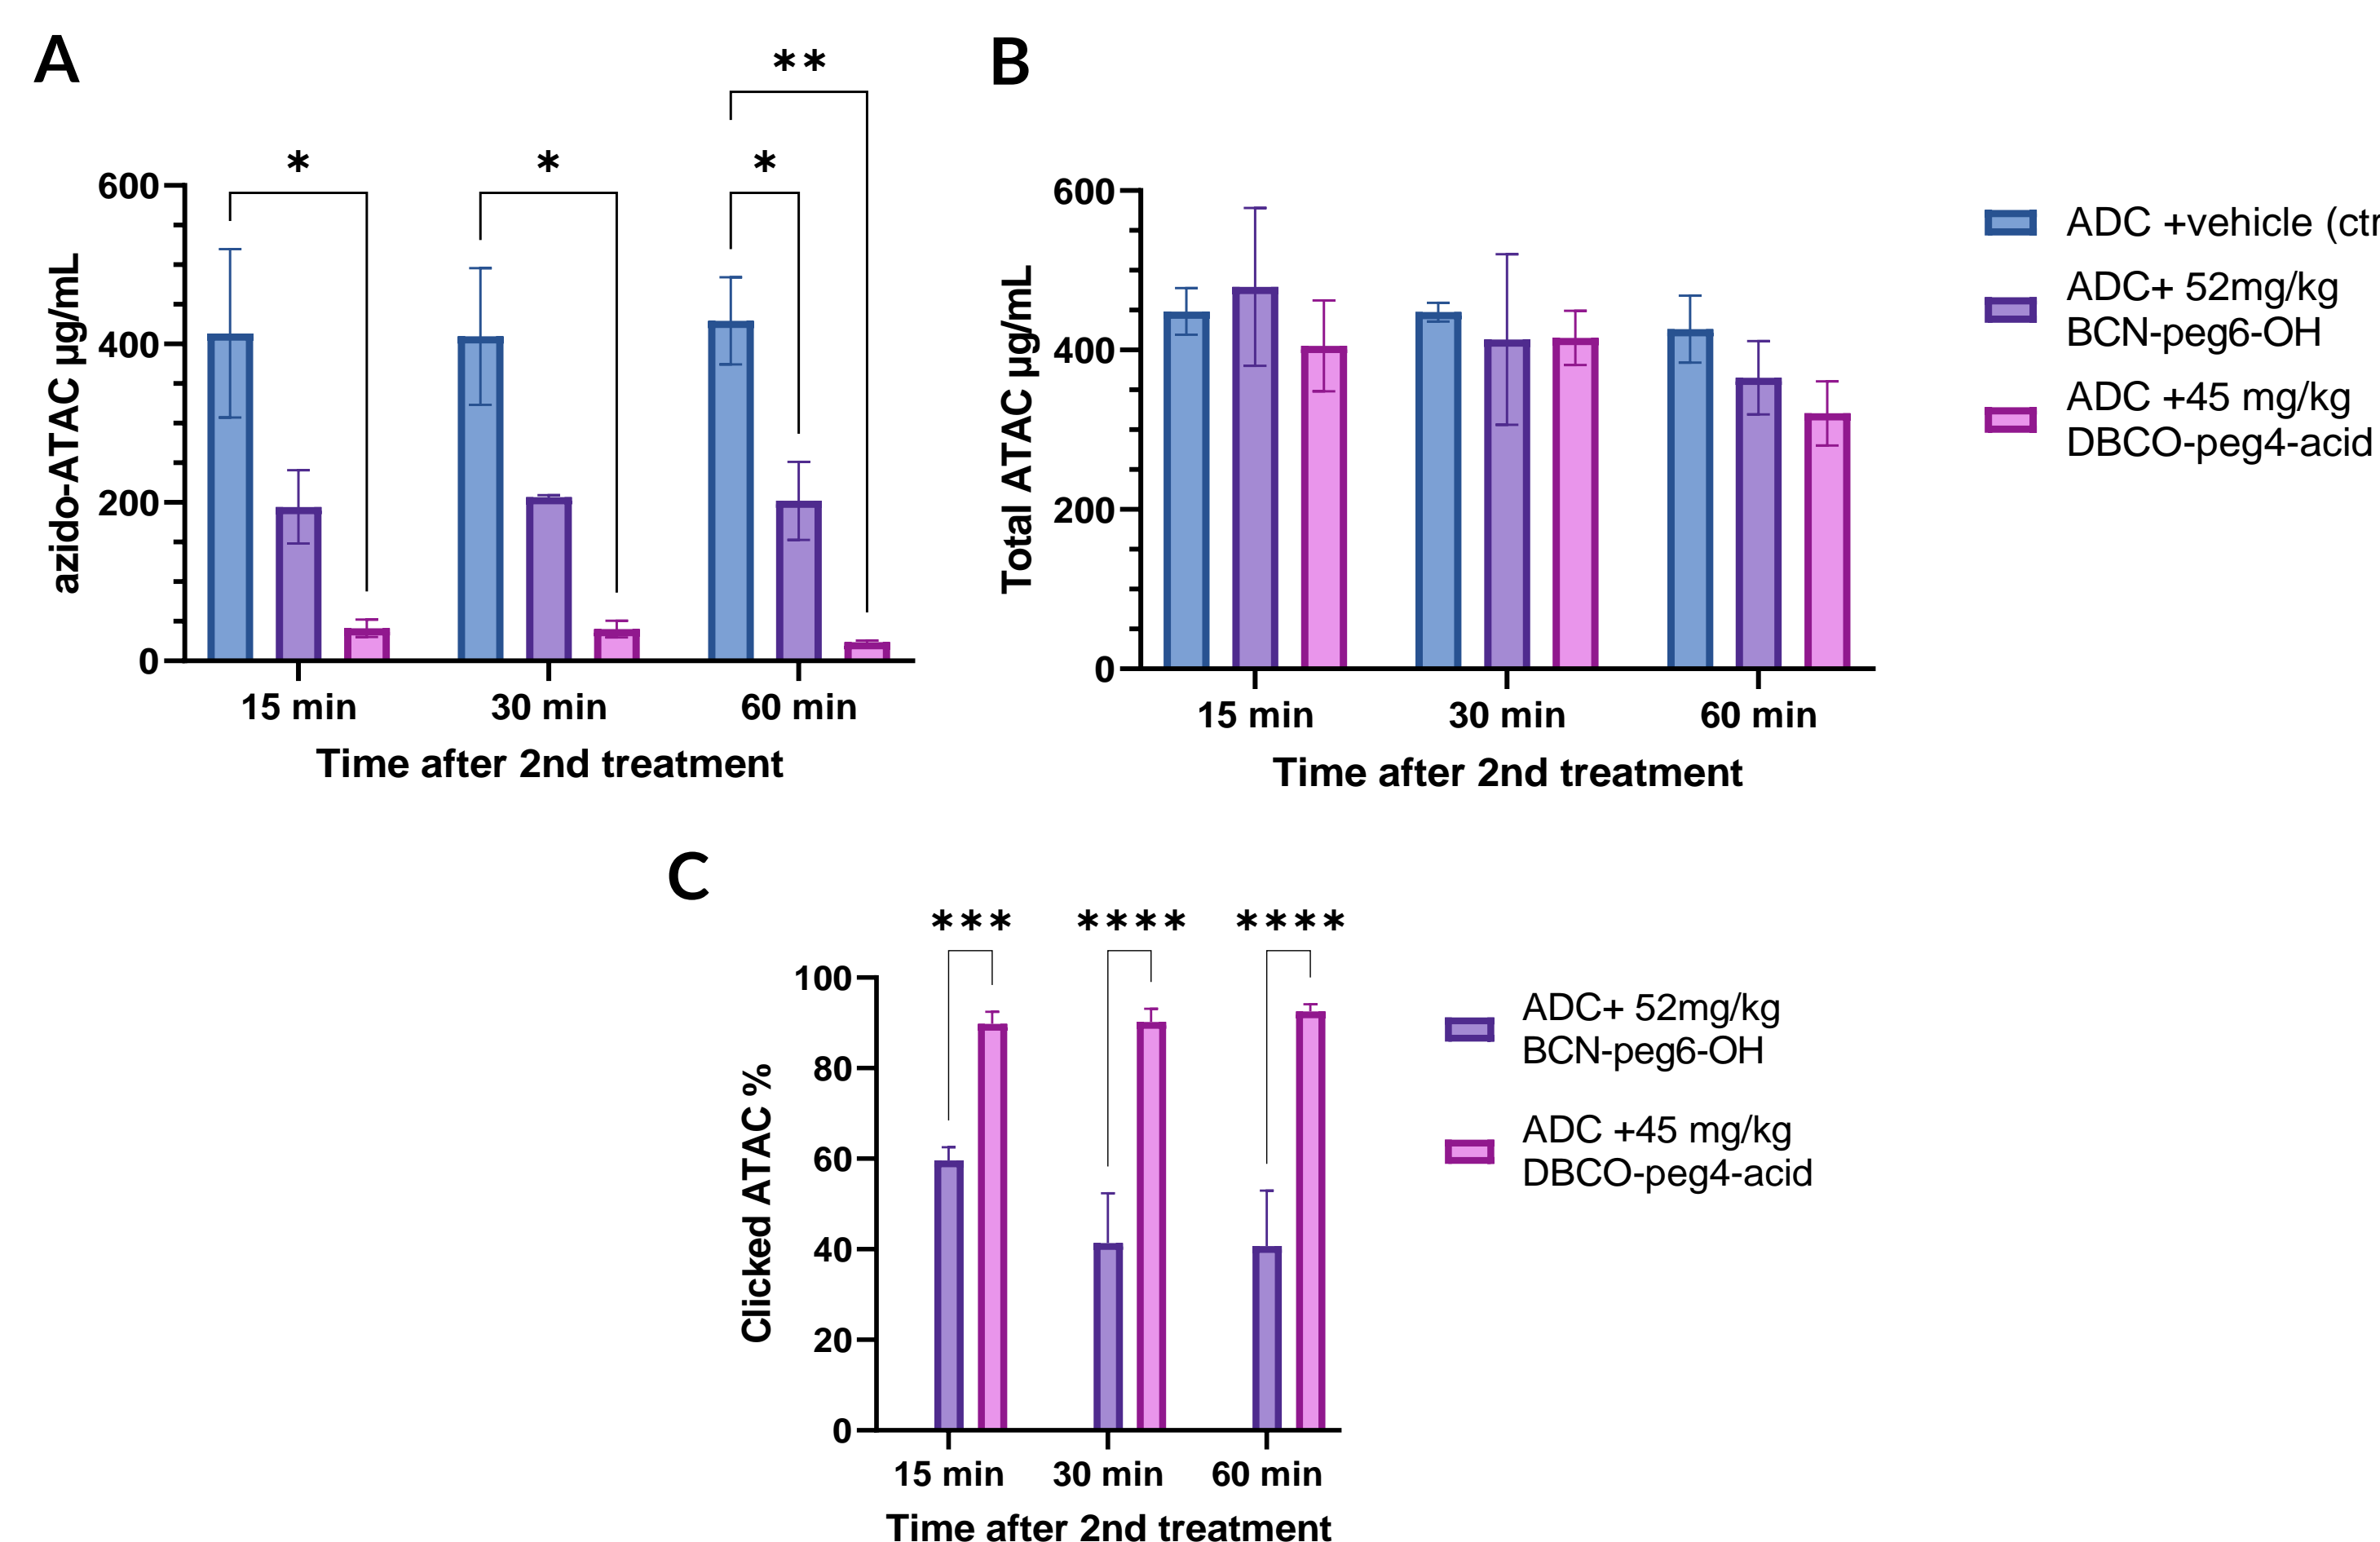 A
**
*
*
*
600
400
200
0
azido-ATAC µg/mL
15 min
30 min
60 min
Time after 2nd treatment
B
600
400
200
0
Total ATAC µg/mL
15 min
30 min
60 min
Time after 2nd treatment
ADC +vehicle (ctr
ADC+ 52mg/kg
BCN-peg6-OH
ADC +45 mg/kg
DBCO-peg4-acid
C
***
****
****
100
80
60
40
20
0
Clicked ATAC %
15 min
30 min
60 min
Time after 2nd treatment
ADC+ 52mg/kg
BCN-peg6-OH
ADC +45 mg/kg
DBCO-peg4-acid